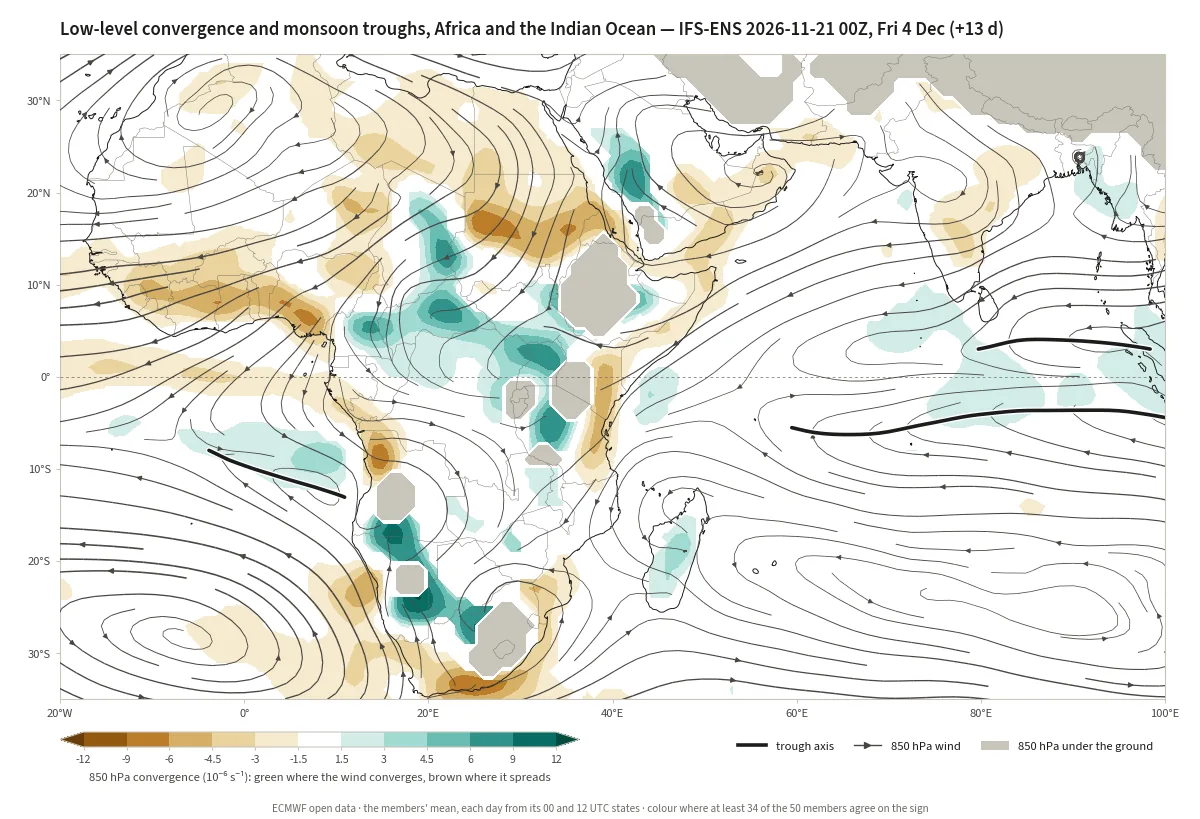 Low-level convergence and monsoon troughs, Africa and the Indian Ocean — IFS-ENS 2026-11-21 00Z, Fri 4 Dec (+13 d)
30°N
20°N
10°N
0°
10°S
20°S
30°S
20°W 0° 20°E 40°E 60°E 80°E 100°E
-12 -9 -6 -4.5 -3 -1.5 1.5 3 4.5 6 9 12
850 hPa convergence (10⁻⁶ s⁻¹): green where the wind converges, brown where it spreads
trough axis 850 hPa wind 850 hPa under the ground
ECMWF open data · the members' mean, each day from its 00 and 12 UTC states · colour where at least 34 of the 50 members agree on the sign